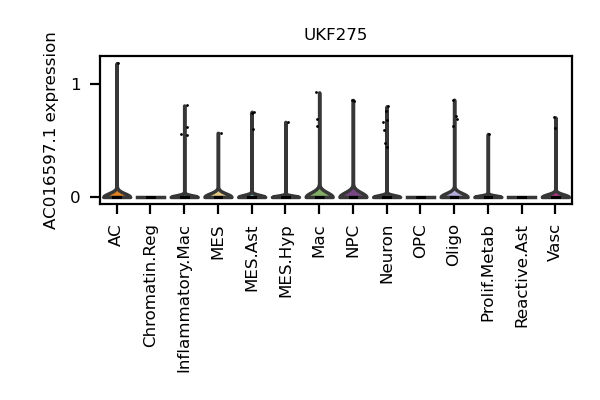 UKF275
AC016597.1 expression
1
0
AC
Chromatin.Reg
Inflammatory.Mac
MES
MES.Ast
MES.Hyp
Mac
NPC
Neuron
OPC
Oligo
Prolif.Metab
Reactive.Ast
Vasc